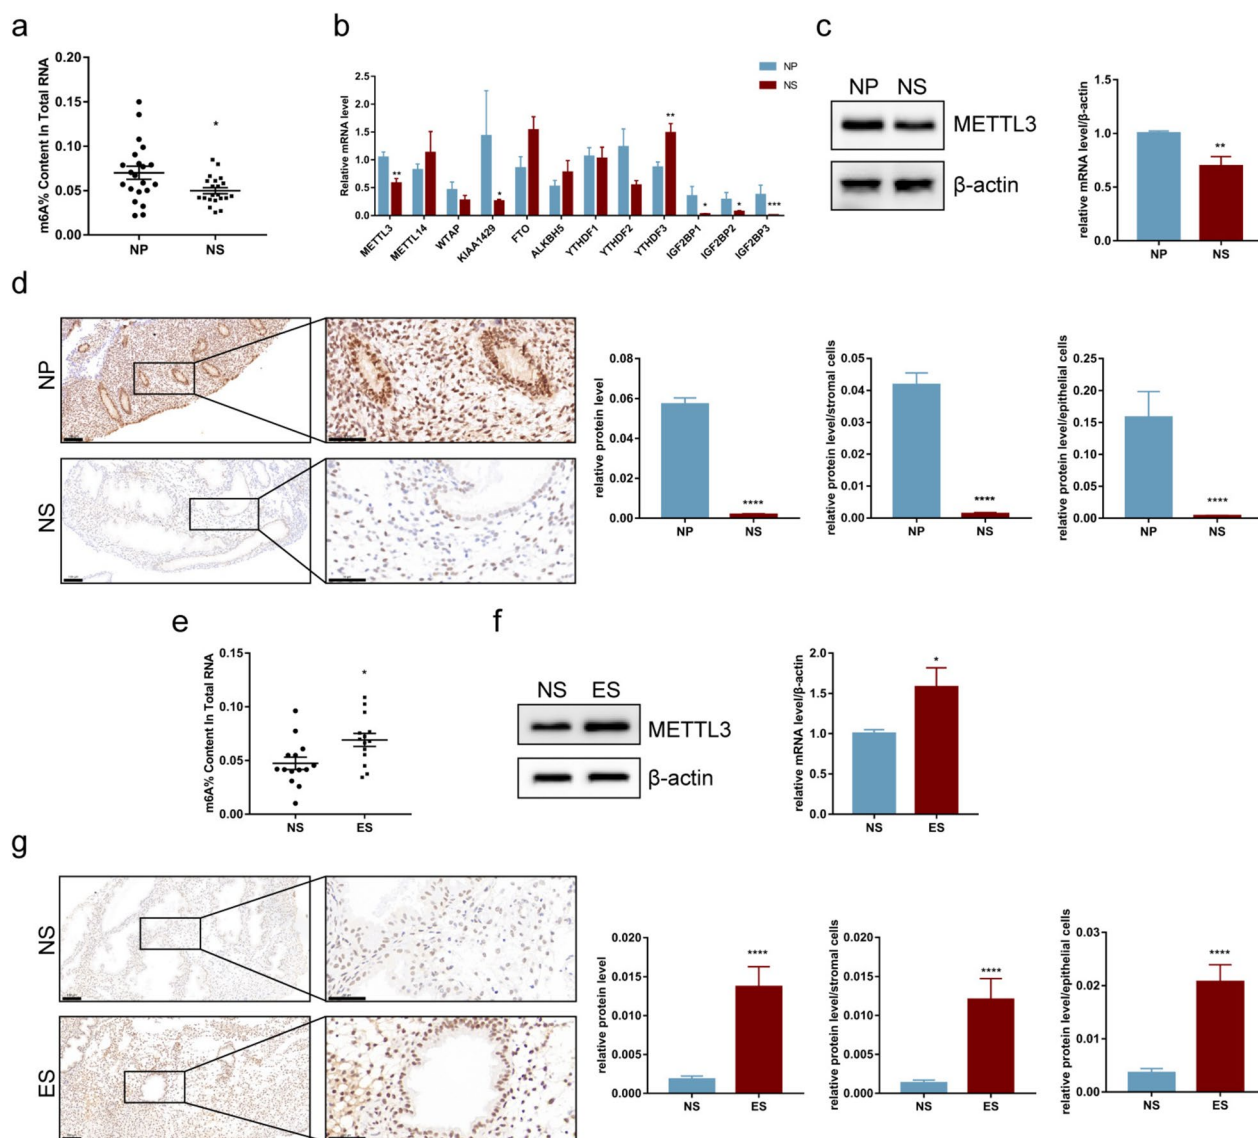 a
m6A% Content In Total RNA
0.20
0.15
0.10
0.05
0.00
*
NP
NS
b
Relative mRNA level
2.5
2.0
1.5
1.0
0.5
0.0
NP
NS
**
*
**
*
*
***
METTL3
METTL14
WTAP
KIAA1429
FTO
ALKBH5
YTHDF1
YTHDF2
YTHDF3
IGF2BP1
IGF2BP2
IGF2BP3
c
NP NS
METTL3
β-actin
relative mRNA level/β-actin
1.5
1.0
0.5
0.0
**
NP
NS
d
NP
NS
relative protein level
0.08
0.06
0.04
0.02
0.00
****
NP
NS
relative protein level/stromal cells
0.05
0.04
0.03
0.02
0.01
0.00
****
NP
NS
relative protein level/epithelial cells
0.25
0.20
0.15
0.10
0.05
0.00
****
NP
NS
e
m6A% Content In Total RNA
0.15
0.10
0.05
0.00
*
NS
ES
f
NS ES
METTL3
β-actin
relative mRNA level/β-actin
2.0
1.5
1.0
0.5
0.0
*
NS
ES
g
NS
ES
relative protein level
0.020
0.015
0.010
0.005
0.000
****
NS
ES
relative protein level/stromal cells
0.020
0.015
0.010
0.005
0.000
****
NS
ES
relative protein level/epithelial cells
0.03
0.02
0.01
0.00
****
NS
ES